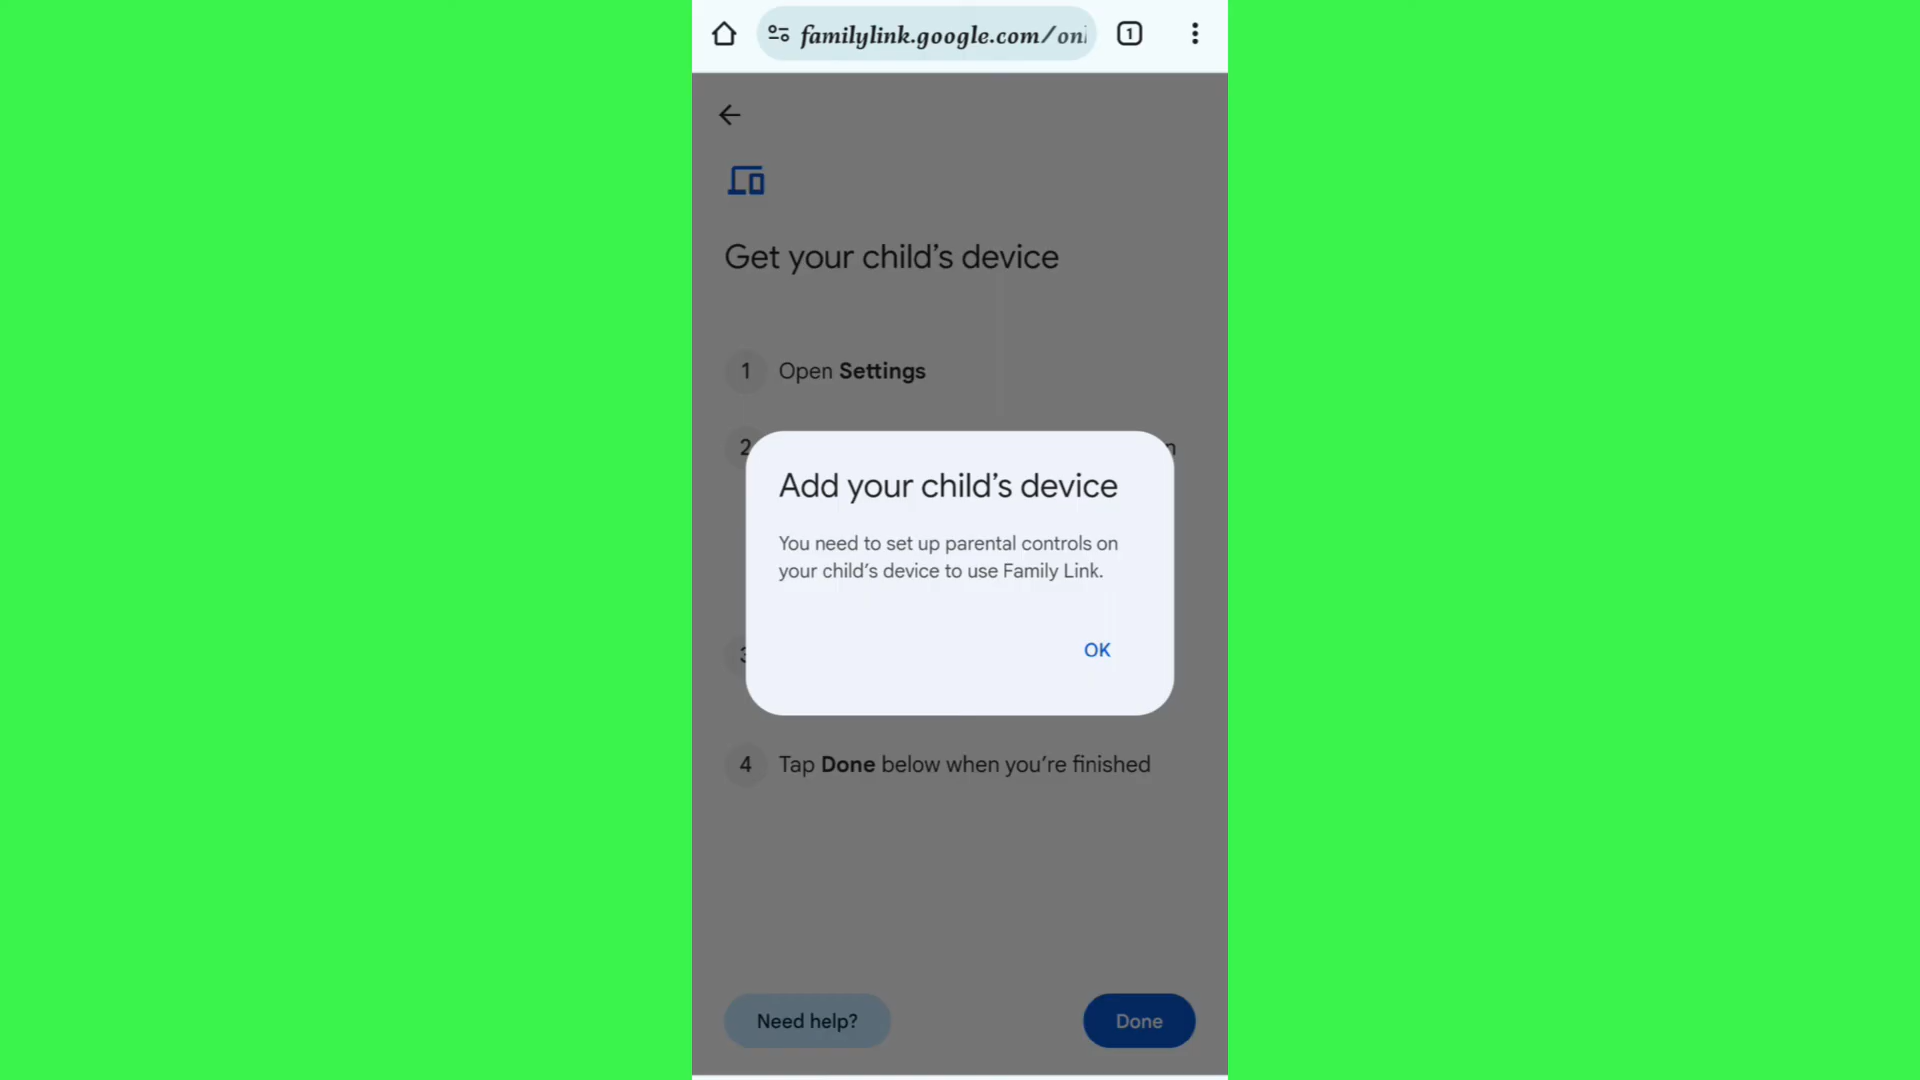 familylink.google.com/on
1
Get your child's device
1 Open Settings
2
Add your child's device
You need to set up parental controls on
your child's device to use Family Link.
OK
4 Tap Done below when you're finished
Need help?
Done